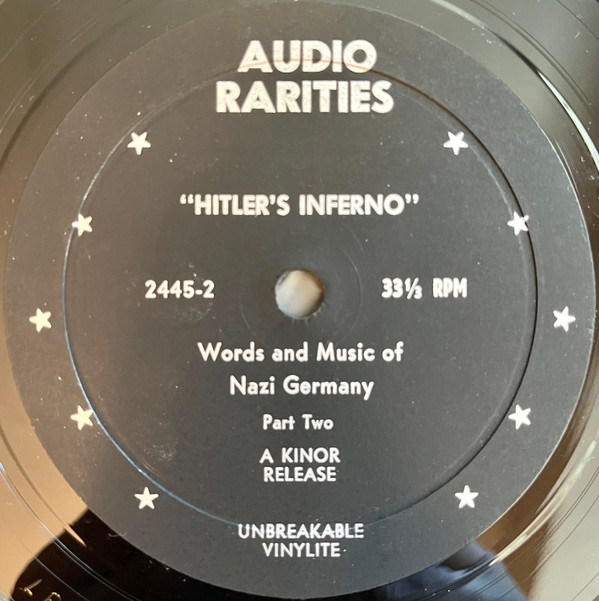 AUDIO
RARITIES
“HITLER’S INFERNO”
2445-2 33⅓ RPM
Words and Music of
Nazi Germany
Part Two
A KINOR
RELEASE
UNBREAKABLE
VINYLITE